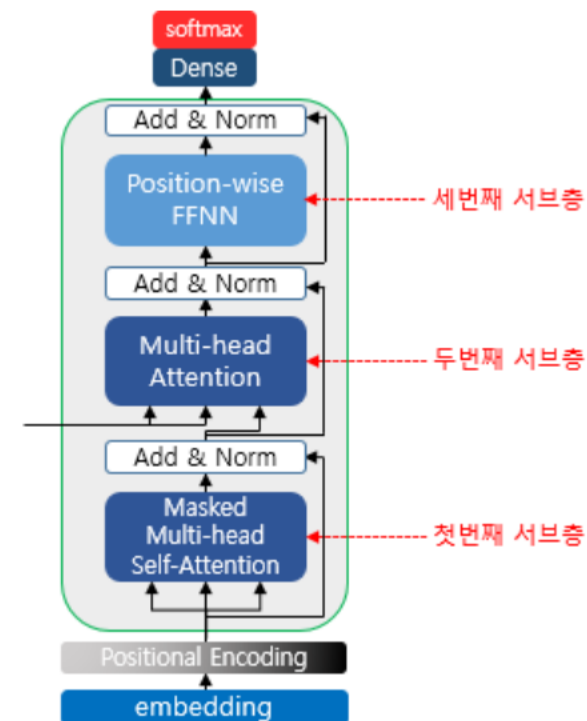 softmax
Dense
Add & Norm
Position-wise
FFNN
세번째 서브층
Add & Norm
Multi-head
Attention
두번째 서브층
Add & Norm
Masked
Multi-head
Self-Attention
첫번째 서브층
Positional Encoding
embedding